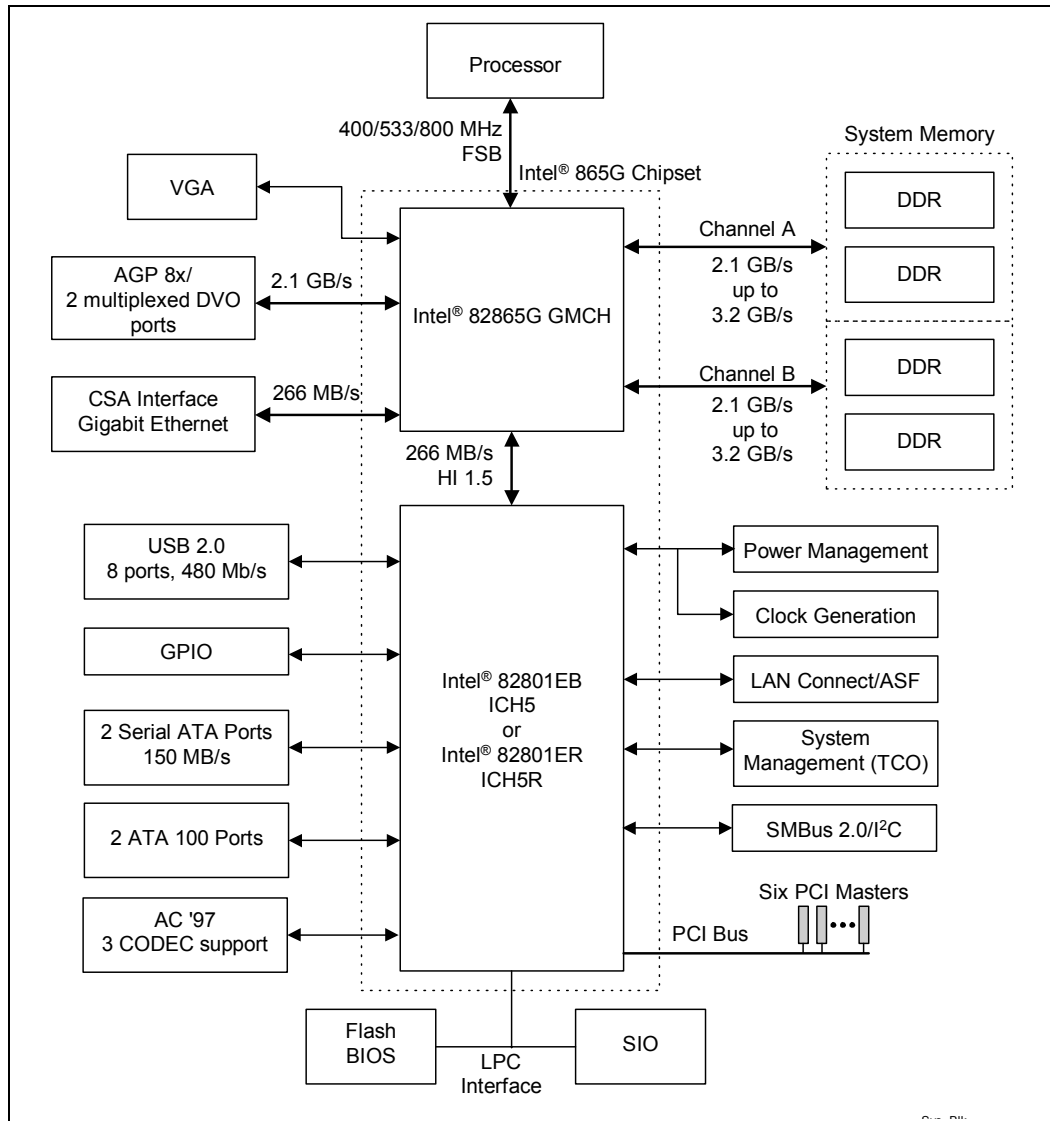 Processor
400/533/800 MHz
FSB
Intel® 865G Chipset
System Memory
VGA
DDR
DDR
DDR
DDR
Channel A
2.1 GB/s
up to
3.2 GB/s
AGP 8x/
2 multiplexed DVO
ports
2.1 GB/s
Intel® 82865G GMCH
Channel B
2.1 GB/s
up to
3.2 GB/s
CSA Interface
Gigabit Ethernet
266 MB/s
266 MB/s
HI 1.5
USB 2.0
8 ports, 480 Mb/s
GPIO
2 Serial ATA Ports
150 MB/s
2 ATA 100 Ports
AC '97
3 CODEC support
Intel® 82801EB
ICH5
or
Intel® 82801ER
ICH5R
Power Management
Clock Generation
LAN Connect/ASF
System
Management (TCO)
SMBus 2.0/I²C
Six PCI Masters
PCI Bus
Flash
BIOS
LPC
Interface
SIO